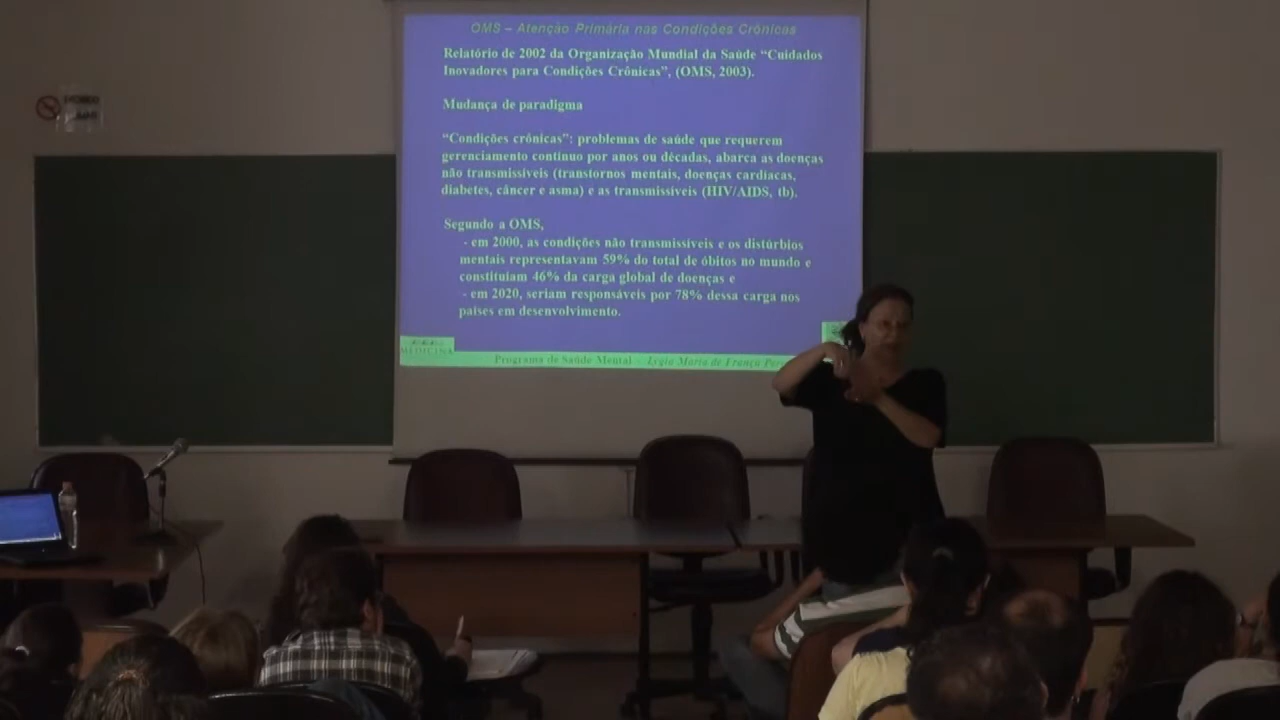 OMS – Atenção Primária nas Condições Crônicas
Relatório de 2002 da Organização Mundial da Saúde “Cuidados
Inovadores para Condições Crônicas”, (OMS, 2003).
Mudança de paradigma
“Condições crônicas”: problemas de saúde que requerem
gerenciamento contínuo por anos ou décadas, abarca as doenças
não transmissíveis (transtornos mentais, doenças cardíacas,
diabetes, câncer e asma) e as transmissíveis (HIV/AIDS, tb).
Segundo a OMS,
- em 2000, as condições não transmissíveis e os distúrbios
mentais representavam 59% do total de óbitos no mundo e
constituíam 46% da carga global de doenças e
- em 2020, seriam responsáveis por 78% dessa carga nos
países em desenvolvimento.
MEDICINA
Programa de Saúde Mental - Lygia Maria de França